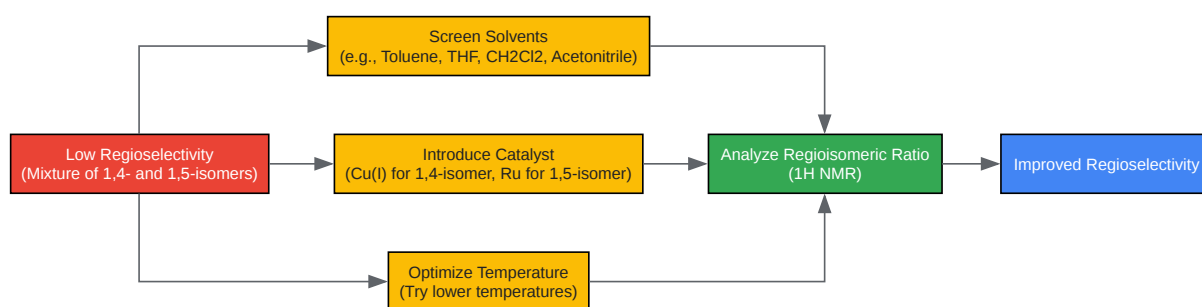 Screen Solvents
(e.g., Toluene, THF, CH2Cl2, Acetonitrile)
Low Regioselectivity
(Mixture of 1,4- and 1,5-isomers)
Introduce Catalyst
(Cu(I) for 1,4-isomer, Ru for 1,5-isomer)
Analyze Regioisomeric Ratio
(1H NMR)
Improved Regioselectivity
Optimize Temperature
(Try lower temperatures)